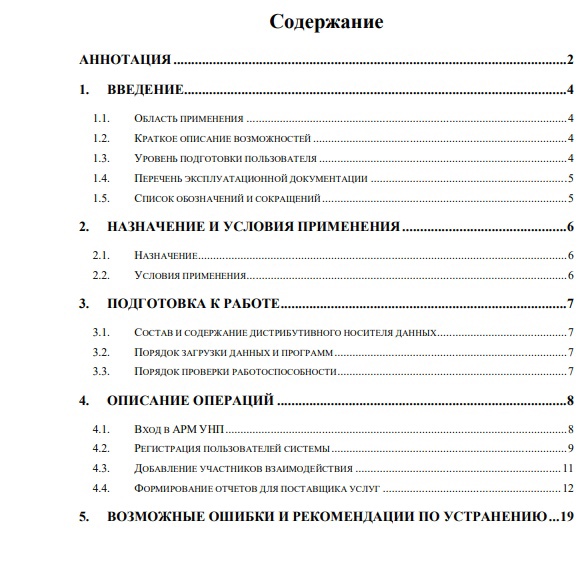 Содержание
АННОТАЦИЯ ........ 2
1. ВВЕДЕНИЕ ........ 4
1.1. Область применения ........ 4
1.2. Краткое описание возможностей ........ 4
1.3. Уровень подготовки пользователя ........ 4
1.4. Перечень эксплуатационной документации ........ 5
1.5. Список обозначений и сокращений ........ 5
2. НАЗНАЧЕНИЕ И УСЛОВИЯ ПРИМЕНЕНИЯ ........ 6
2.1. Назначение ........ 6
2.2. Условия применения ........ 6
3. ПОДГОТОВКА К РАБОТЕ ........ 7
3.1. Состав и содержание дистрибутивного носителя данных ........ 7
3.2. Порядок загрузки данных и программ ........ 7
3.3. Порядок проверки работоспособности ........ 7
4. ОПИСАНИЕ ОПЕРАЦИЙ ........ 8
4.1. Вход в АРМ УНП ........ 8
4.2. Регистрация пользователей системы ........ 9
4.3. Добавление участников взаимодействия ........ 11
4.4. Формирование отчетов для поставщика услуг ........ 12
5. ВОЗМОЖНЫЕ ОШИБКИ И РЕКОМЕНДАЦИИ ПО УСТРАНЕНИЮ ... 19